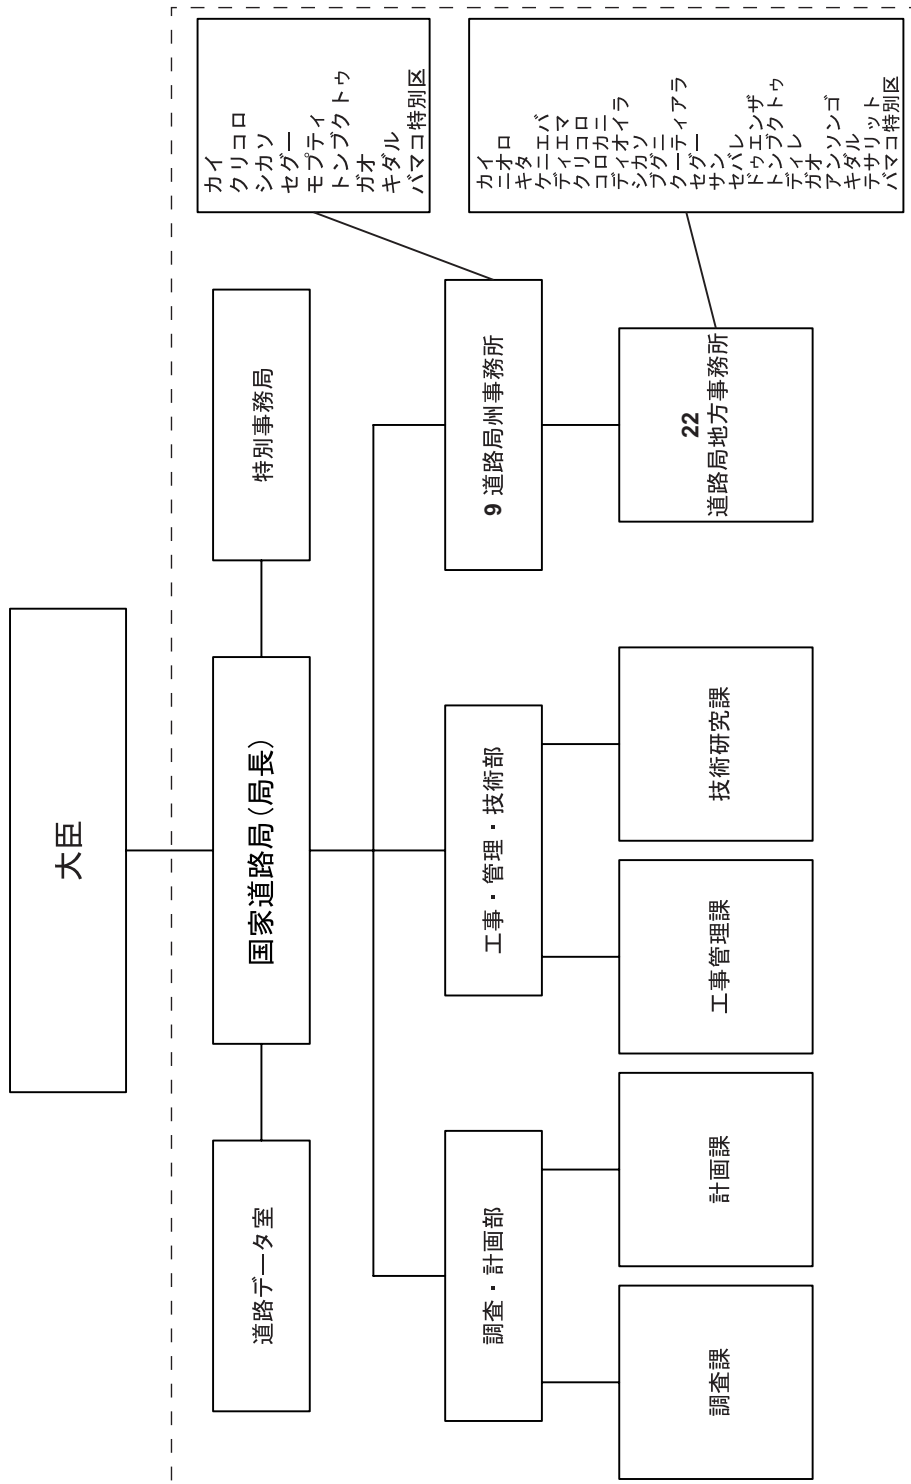 大臣
道路データ室
国家道路局(局長)
特別事務局
カイ
クリコロ
シカソ
セグー
モプティ
トンブクトゥ
ガオ
キダル
バマコ特別区
調査・計画部
工事・管理・技術部
9 道路局州事務所
カイ
ニオロ
キタ
ケニエバ
ディエマ
クリコロ
コロカニ
ディオイラ
シカソ
ブグニ
クーティアラ
セグー
サン
セバレ
ドゥエンザ
トンブクトゥ
ディレ
ガオ
アンソンゴ
キダル
テサリット
バマコ特別区
調査課
計画課
工事管理課
技術研究課
22
道路局地方事務所